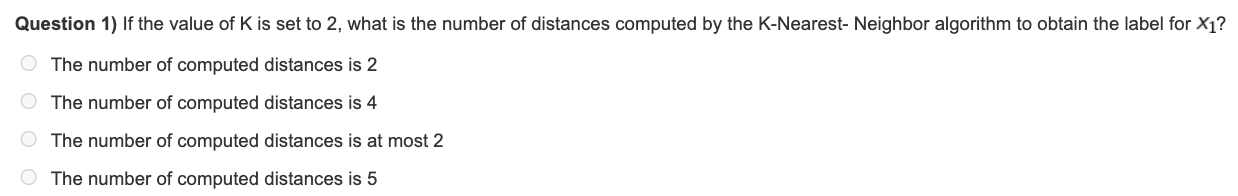 Question 1) If the value of K is set to 2, what is the number of distances computed by the K-Nearest- Neighbor algorithm to obtain the label for X₁?
The number of computed distances is 2
The number of computed distances is 4
The number of computed distances is at most 2
The number of computed distances is 5